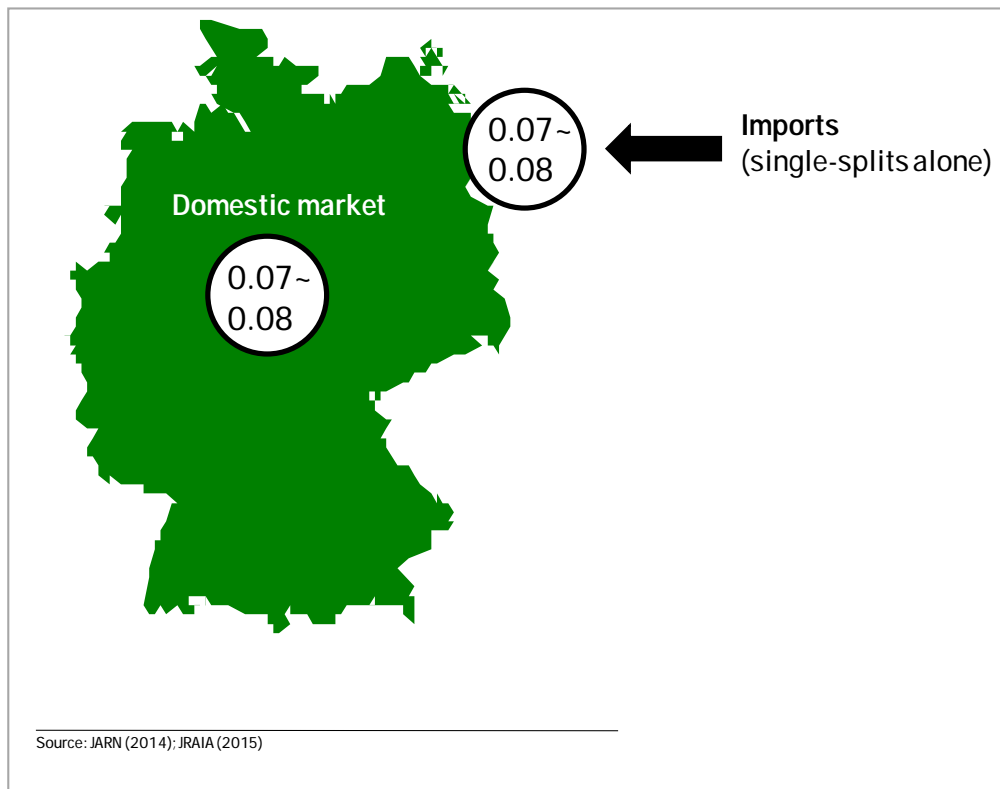 0.07~
0.08
Imports
(single-splits alone)
Domestic market
0.07~
0.08
Source: JARN (2014); JRAIA (2015)